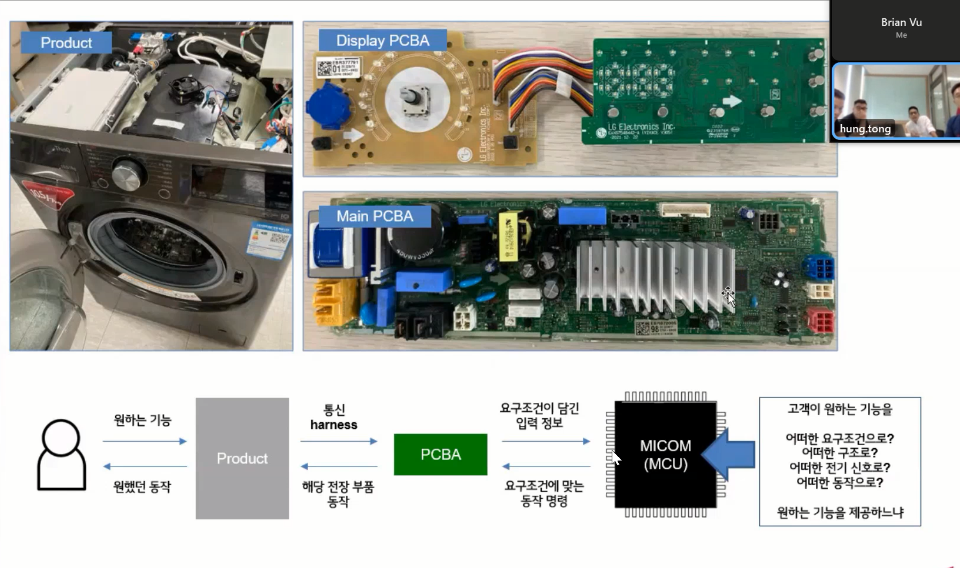 Product
Display PCBA
LG Electronics Inc.
LG Electronics Inc.
Main PCBA
Brian Vu
Me
hung.tong
원하는 기능
원했던 동작
Product
통신
harness
해당 전장 부품
동작
PCBA
요구조건이 담긴
입력 정보
요구조건에 맞는
동작 명령
MICOM
(MCU)
고객이 원하는 기능을
어떠한 요구조건으로?
어떠한 구조로?
어떠한 전기 신호로?
어떠한 동작으로?
원하는 기능을 제공하느냐